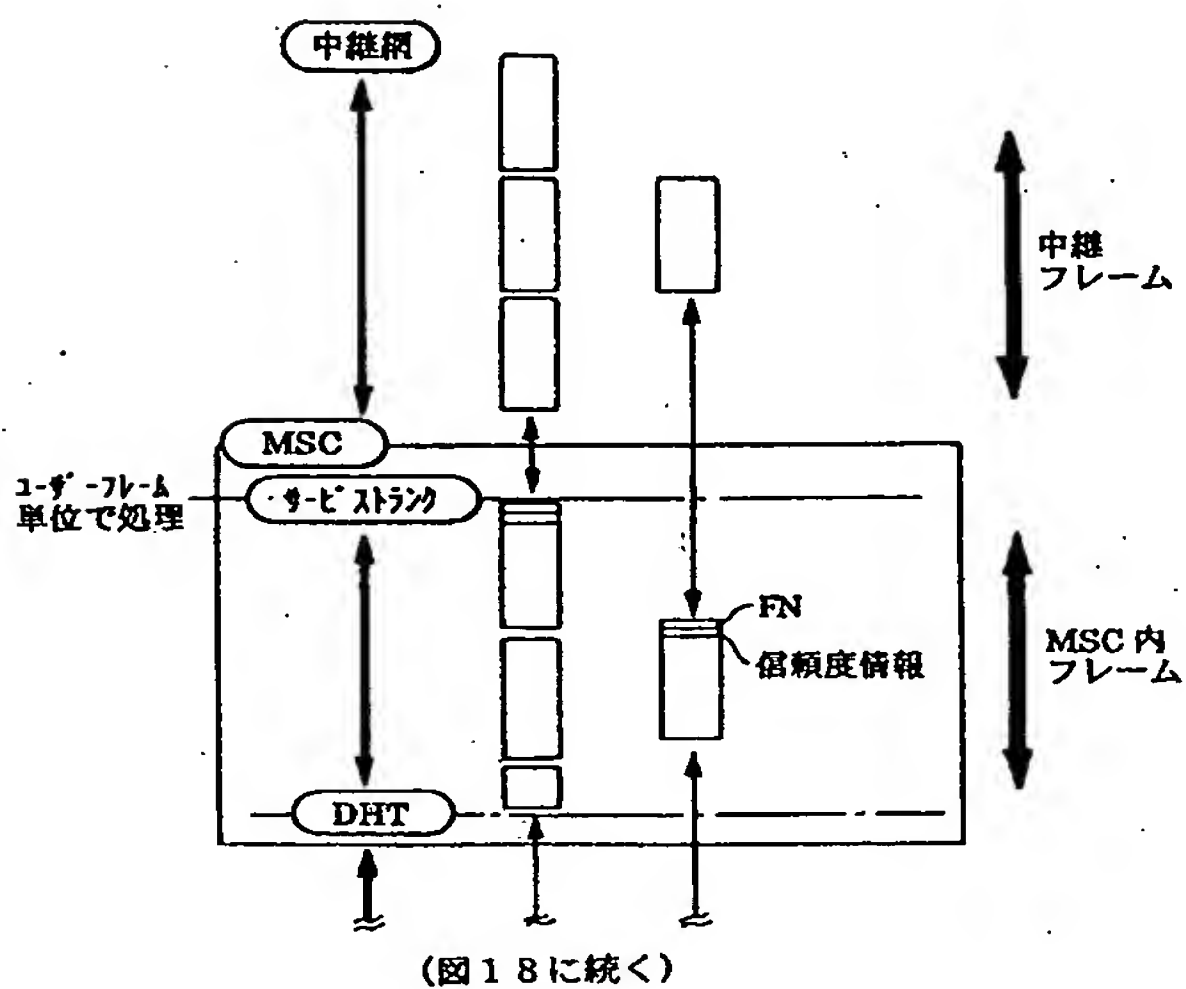 中継網
中継
フレーム
MSC
ユーザーフレーム
単位で処理
サービストランク
FN
信頼度情報
MSC内
フレーム
DHT
(図18に続く)